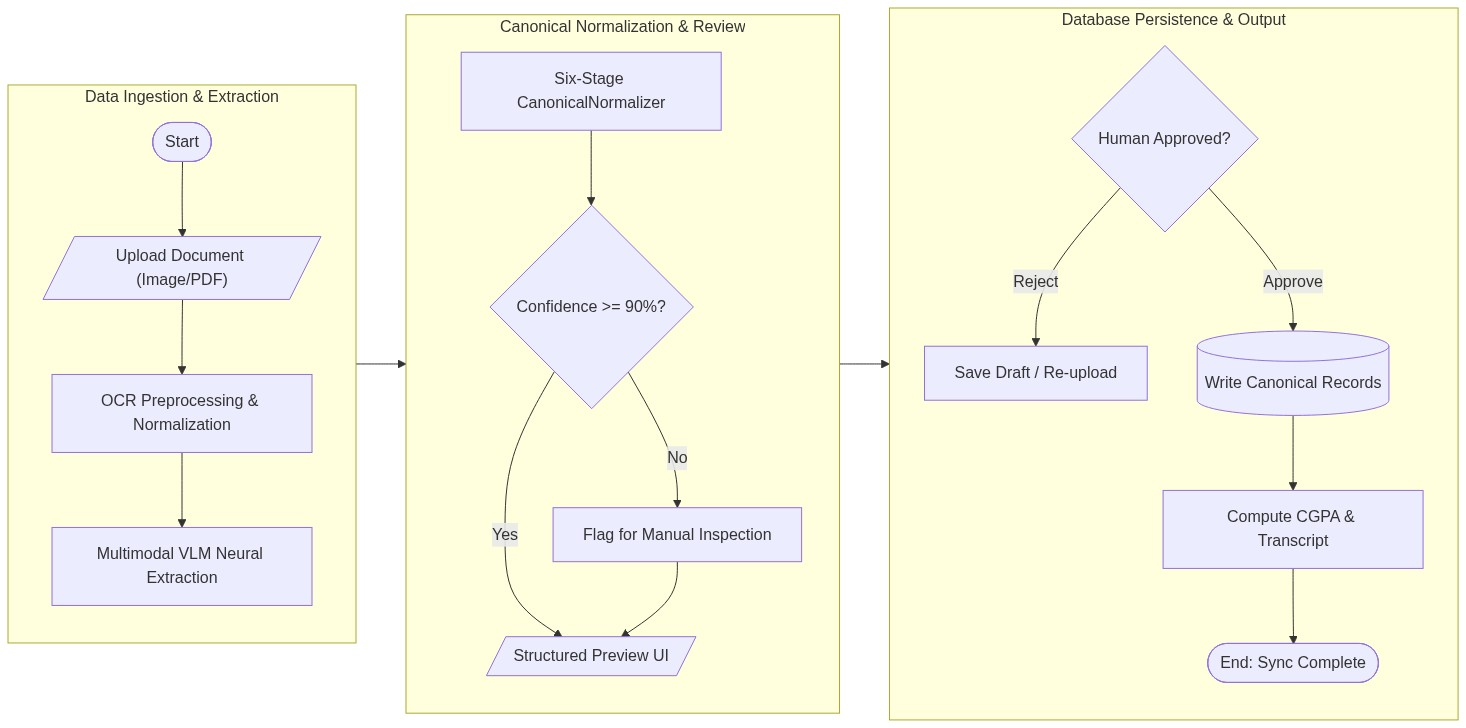 Data Ingestion & Extraction
Start
Upload Document
(Image/PDF)
OCR Preprocessing &
Normalization
Multimodal VLM Neural
Extraction
Canonical Normalization & Review
Six-Stage
CanonicalNormalizer
Confidence >= 90%?
No
Yes
Flag for Manual Inspection
Structured Preview UI
Database Persistence & Output
Human Approved?
Reject
Approve
Save Draft / Re-upload
Write Canonical Records
Compute CGPA &
Transcript
End: Sync Complete